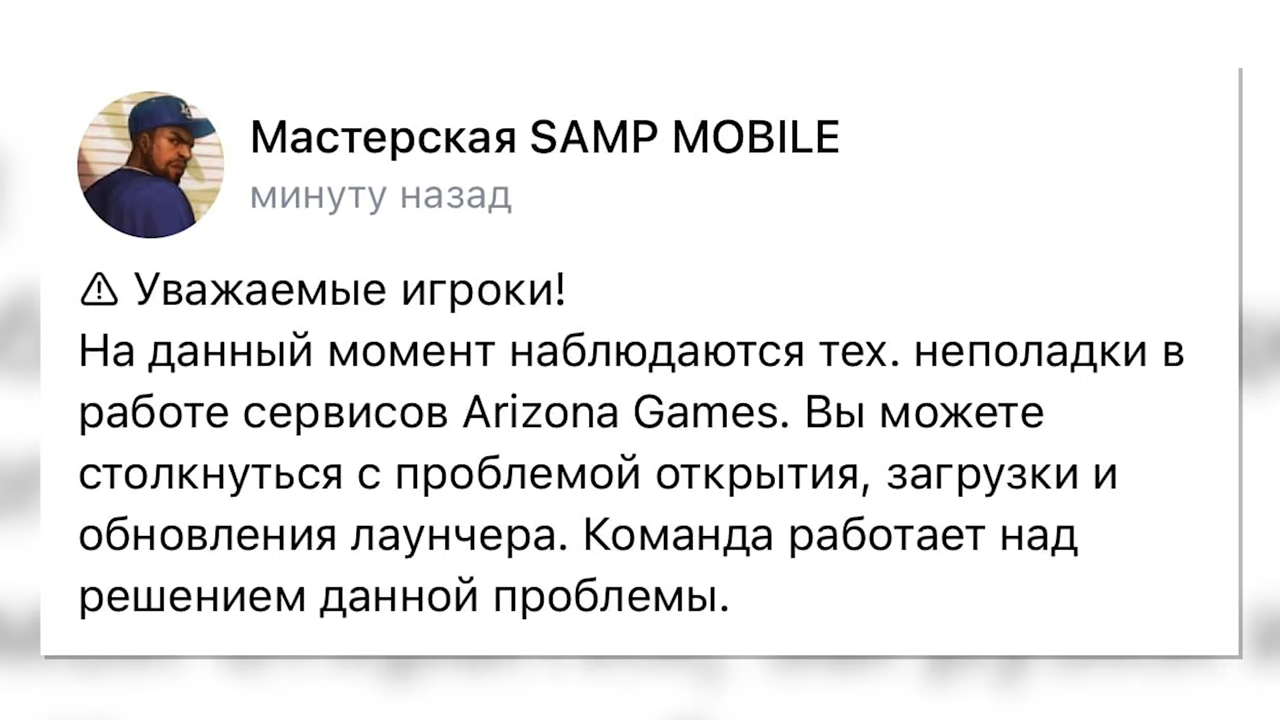 Мастерская SAMP MOBILE
минуту назад
⚠ Уважаемые игроки!
На данный момент наблюдаются тех. неполадки в
работе сервисов Arizona Games. Вы можете
столкнуться с проблемой открытия, загрузки и
обновления лаунчера. Команда работает над
решением данной проблемы.